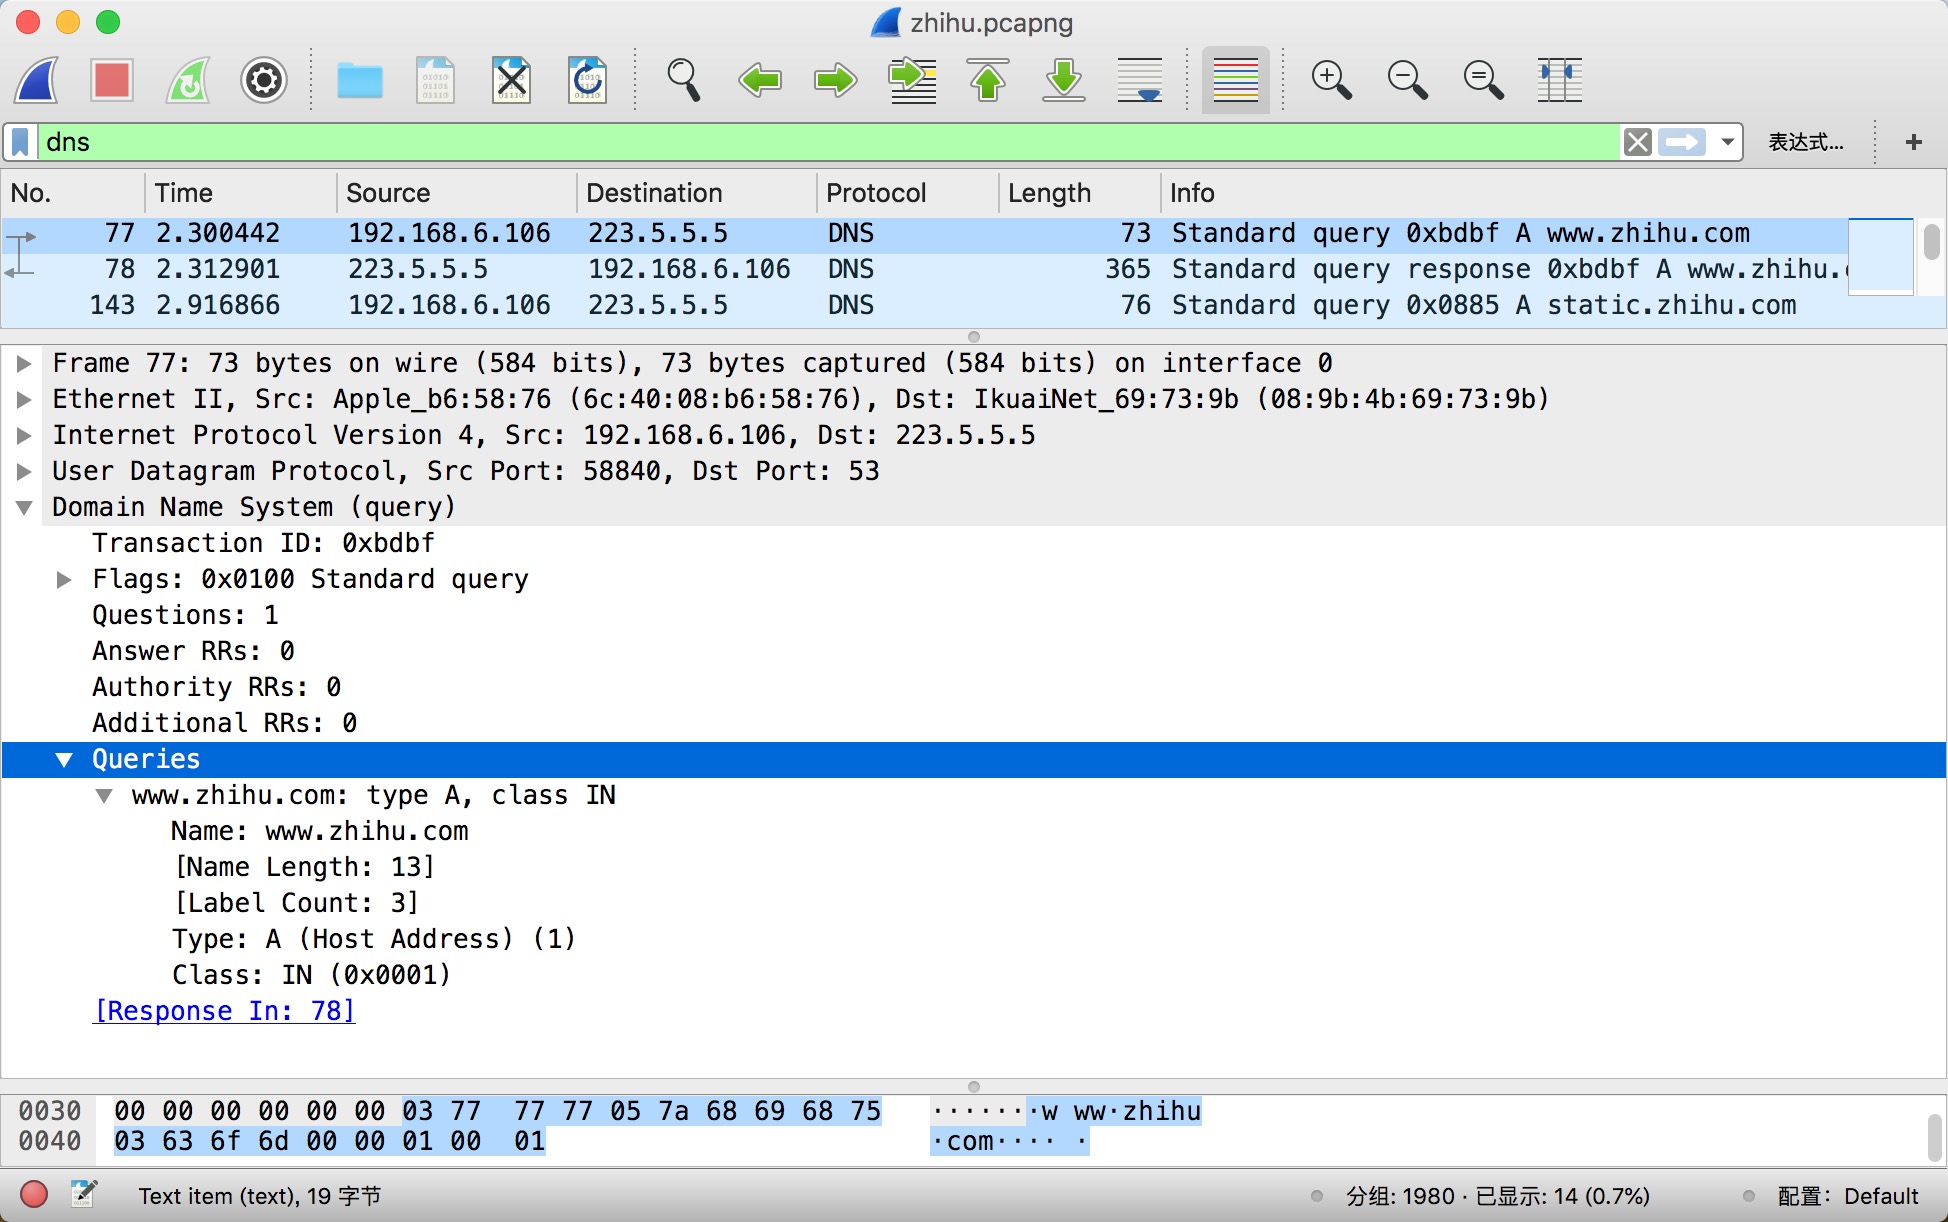 zhihu.pcapng
dns
表达式...
+
No. Time Source Destination Protocol Length Info
77 2.300442 192.168.6.106 223.5.5.5 DNS 73 Standard query 0xbdbf A www.zhihu.com
78 2.312901 223.5.5.5 192.168.6.106 DNS 365 Standard query response 0xbdbf A www.zhihu.
143 2.916866 192.168.6.106 223.5.5.5 DNS 76 Standard query 0x0885 A static.zhihu.com
Frame 77: 73 bytes on wire (584 bits), 73 bytes captured (584 bits) on interface 0
Ethernet II, Src: Apple_b6:58:76 (6c:40:08:b6:58:76), Dst: IkuaiNet_69:73:9b (08:9b:4b:69:73:9b)
Internet Protocol Version 4, Src: 192.168.6.106, Dst: 223.5.5.5
User Datagram Protocol, Src Port: 58840, Dst Port: 53
Domain Name System (query)
Transaction ID: 0xbdbf
Flags: 0x0100 Standard query
Questions: 1
Answer RRs: 0
Authority RRs: 0
Additional RRs: 0
Queries
www.zhihu.com: type A, class IN
Name: www.zhihu.com
[Name Length: 13]
[Label Count: 3]
Type: A (Host Address) (1)
Class: IN (0x0001)
[Response In: 78]
0030 00 00 00 00 00 00 03 77 77 77 05 7a 68 69 68 75 ·······w ww·zhihu
0040 03 63 6f 6d 00 00 01 00 01 ·com···· ·
Text item (text), 19 字节
分组: 1980 · 已显示: 14 (0.7%)
配置: Default